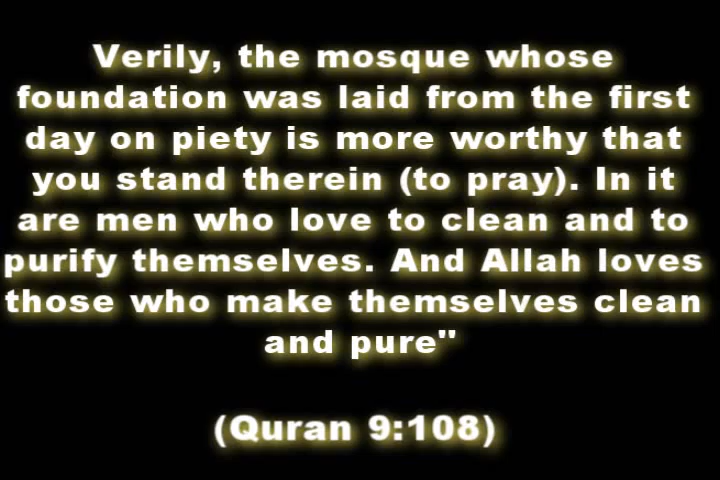 Verily, the mosque whose
foundation was laid from the first
day on piety is more worthy that
you stand therein (to pray). In it
are men who love to clean and to
purify themselves. And Allah loves
those who make themselves clean
and pure"
(Quran 9:108)